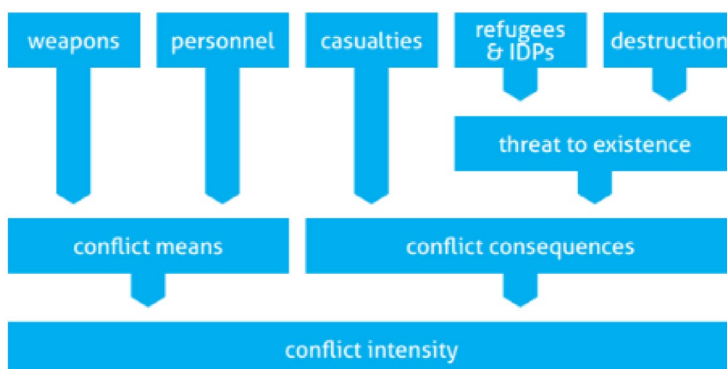 weapons
personnel
casualties
refugees
& IDPs
destruction
threat to existence
conflict means
conflict consequences
conflict intensity